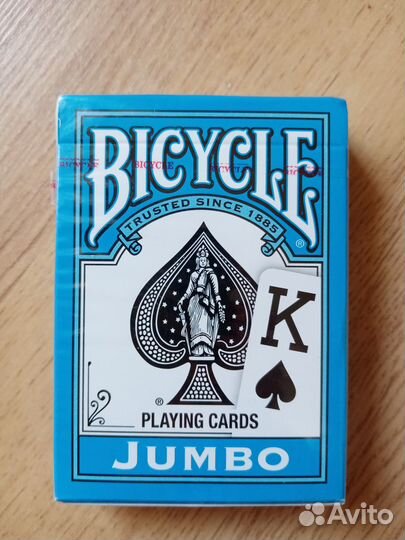 BICYCLE
BICYCLE
TRUSTED SINCE 1885
®
K
®
PLAYING CARDS
JUMBO
Avito